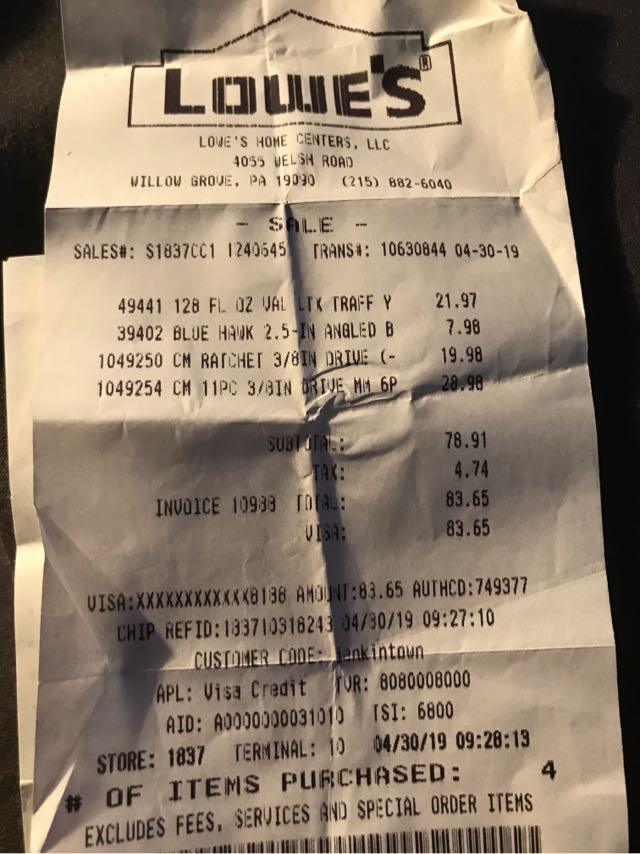 LOWE'S®
LOWE'S HOME CENTERS, LLC
4055 WELSH ROAD
WILLOW GROVE, PA 19090 (215) 882-6040
- SALE -
SALES#: S1837CC1 1240645 TRANS#: 10630844 04-30-19
49441 128 FL OZ VAL LTX TRAFF Y 21.97
39402 BLUE HAWK 2.5-IN ANGLED B 7.98
1049250 CM RATCHET 3/8IN DRIVE (- 19.98
1049254 CM 11PC 3/8IN DRIVE MM 6P 28.98
SUBTOTAL: 78.91
TAX: 4.74
INVOICE 10988 TOTAL: 83.65
VISA: 83.65
VISA:XXXXXXXXXXXX8188 AMOUNT:83.65 AUTHCD:749377
CHIP REFID:183710318243 04/30/19 09:27:10
CUSTOMER CODE: jenkintown
APL: Visa Credit TVR: 8080008000
AID: A0000000031010 TSI: 6800
STORE: 1837 TERMINAL: 10 04/30/19 09:28:13
# OF ITEMS PURCHASED: 4
EXCLUDES FEES, SERVICES AND SPECIAL ORDER ITEMS